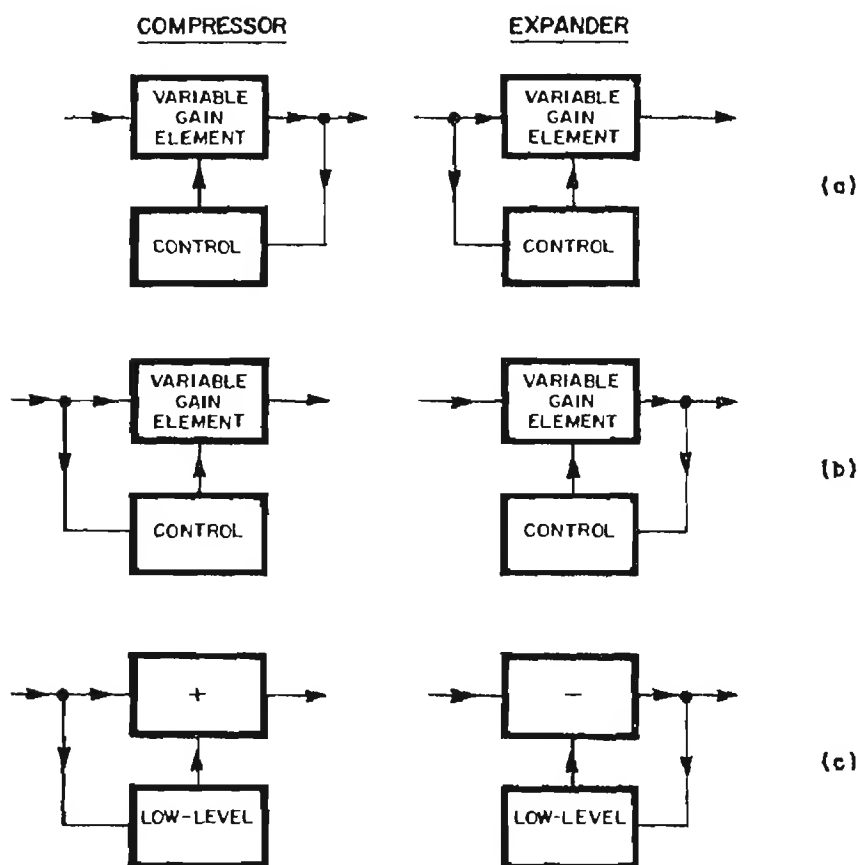 COMPRESSOR
EXPANDER
VARIABLE
GAIN
ELEMENT
VARIABLE
GAIN
ELEMENT
(a)
CONTROL
CONTROL
VARIABLE
GAIN
ELEMENT
VARIABLE
GAIN
ELEMENT
(b)
CONTROL
CONTROL
+
−
(c)
LOW-LEVEL
LOW-LEVEL